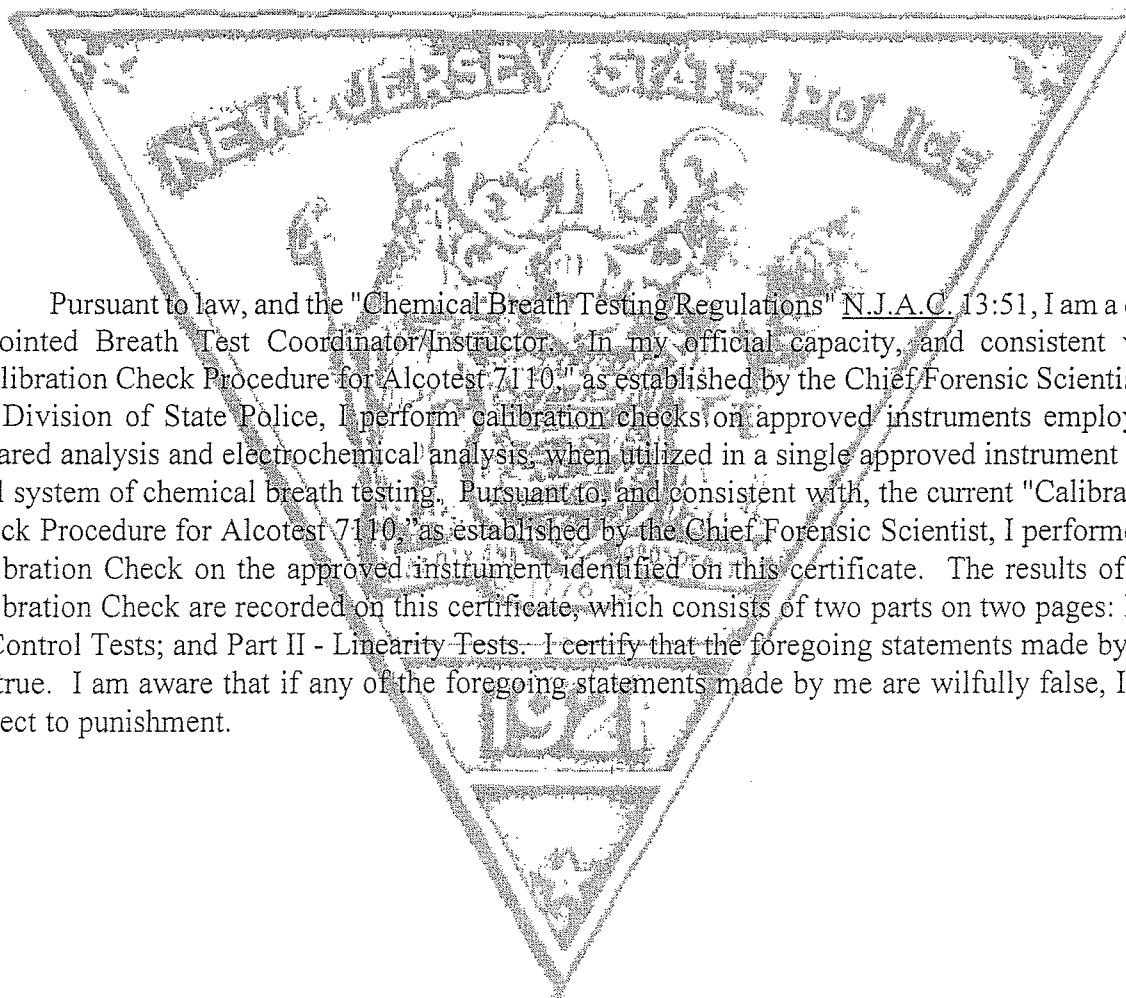 NEW JERSEY STATE POLICE
Pursuant to law, and the "Chemical Breath Testing Regulations" N.J.A.C. 13:51, I am a
ointed Breath Test Coordinator/Instructor. In my official capacity, and consistent
libration Check Procedure for Alcotest 7110," as established by the Chief Forensic Scienti
Division of State Police, I perform calibration checks on approved instruments employ
ared analysis and electrochemical analysis, when utilized in a single approved instrument
l system of chemical breath testing. Pursuant to, and consistent with, the current "Calibra
ck Procedure for Alcotest 7110," as established by the Chief Forensic Scientist, I performe
bration Check on the approved instrument identified on this certificate. The results of
bration Check are recorded on this certificate, which consists of two parts on two pages:
Control Tests; and Part II - Linearity Tests. I certify that the foregoing statements made by
true. I am aware that if any of the foregoing statements made by me are wilfully false, I
ect to punishment.
1776
1921